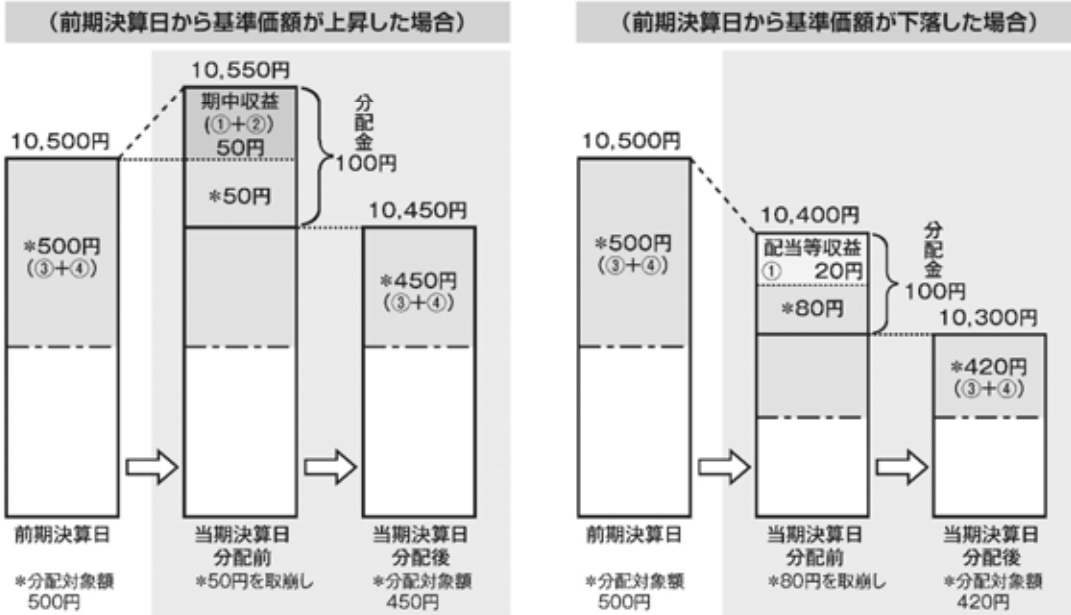 (前期決算日から基準価額が上昇した場合)
10,550円
期中収益
(①+②)
50円
分配金
100円
10,500円
*50円
10,450円
*500円
(③+④)
*450円
(③+④)
前期決算日
当期決算日
分配前
当期決算日
分配後
*分配対象額
500円
*50円を取崩し
*分配対象額
450円
(前期決算日から基準価額が下落した場合)
10,500円
10,400円
配当等収益
① 20円
分配金
100円
*500円
(③+④)
*80円
10,300円
*420円
(③+④)
前期決算日
当期決算日
分配前
当期決算日
分配後
*分配対象額
500円
*80円を取崩し
*分配対象額
420円